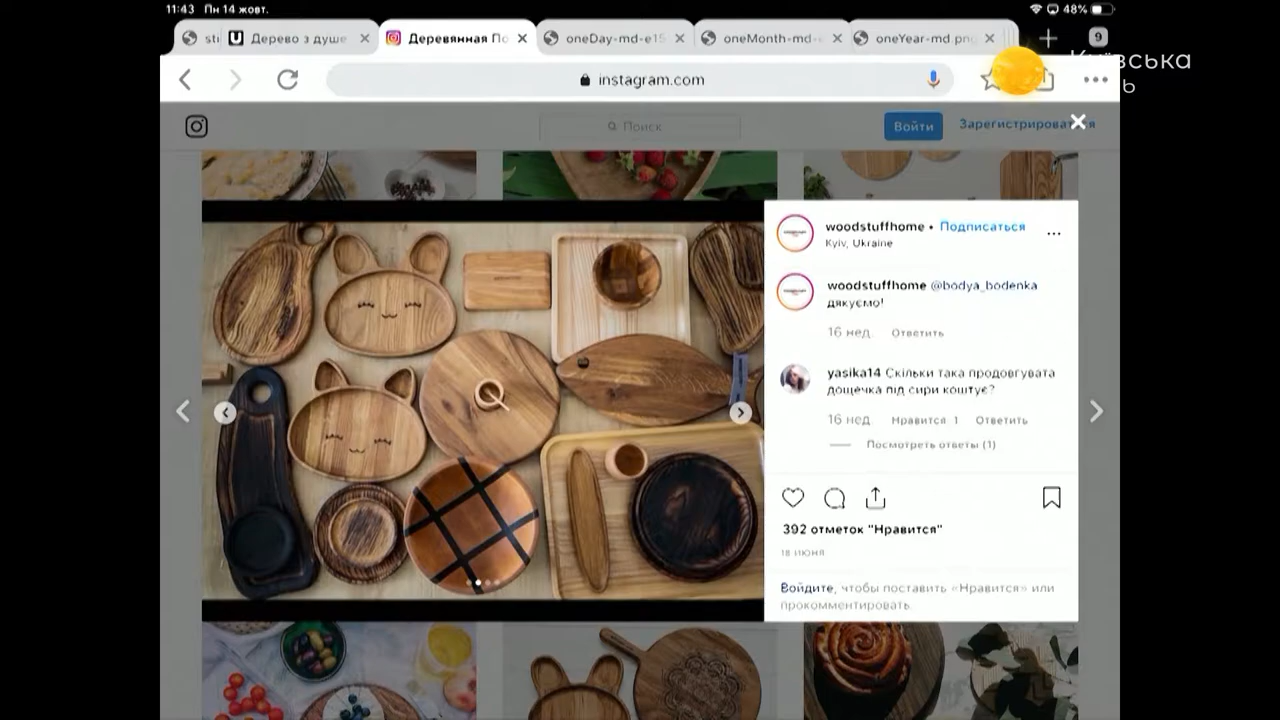 11:43 Пн 14 жовт.
48%
Дерево з душе
Деревянная По
oneDay-md-e15
oneMonth-md-
oneYear-md.png
9
instagram.com
Київська
Поиск
Войти
Зарегистрироваться
woodstuffhome • Подписаться
Kyiv, Ukraine
woodstuffhome @bodya_bodenka
дякуємо!
16 нед. Ответить
yasika14 Скільки така продовгувата
дощечка під сири коштує?
16 нед. Нравится 1 Ответить
Посмотреть ответы (1)
392 отметок "Нравится"
18 июня
Войдите, чтобы поставить «Нравится» или
прокомментировать.